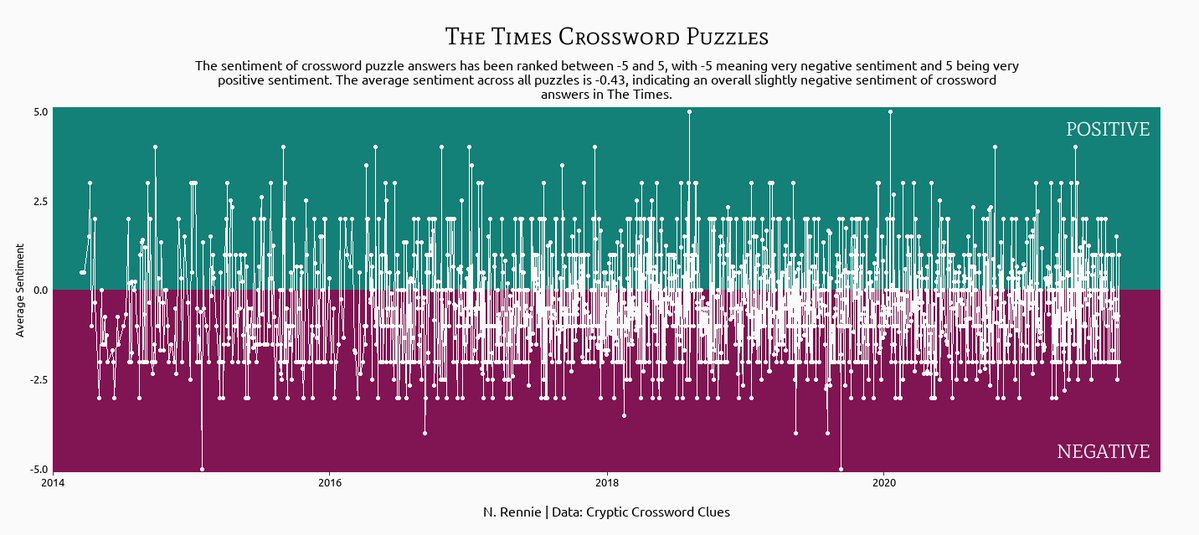 The Times Crossword Puzzles
The sentiment of crossword puzzle answers has been ranked between -5 and 5, with -5 meaning very negative sentiment and 5 being very
positive sentiment. The average sentiment across all puzzles is -0.43, indicating an overall slightly negative sentiment of crossword
answers in The Times.
5.0
POSITIVE
2.5
Average Sentiment
0.0
-2.5
NEGATIVE
-5.0
2014 2016 2018 2020
N. Rennie | Data: Cryptic Crossword Clues